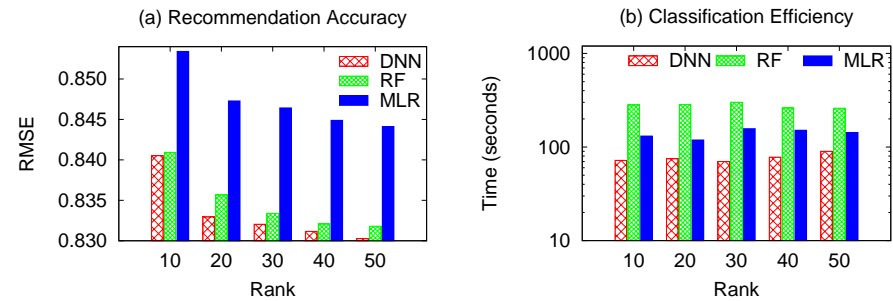 (a) Recommendation Accuracy
RMSE
0.850
0.845
0.840
0.835
0.830
DNN
RF
MLR
10 20 30 40 50
Rank
(b) Classification Efficiency
Time (seconds)
1000
100
10
DNN RF MLR
10 20 30 40 50
Rank